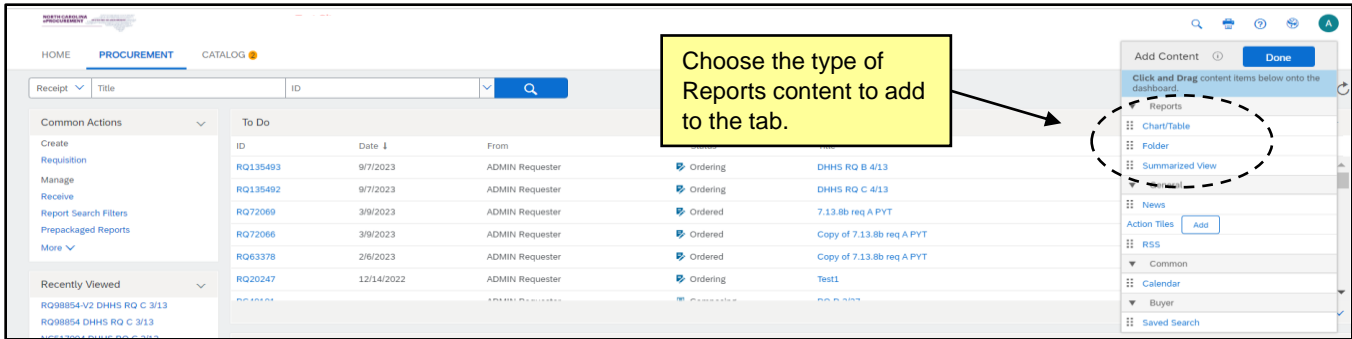 NORTH CAROLINA
ePROCUREMENT
HOME PROCUREMENT CATALOG 2
A
Choose the type of
Reports content to add
to the tab.
Add Content Done
Click and Drag content items below onto the
dashboard.
Receipt Title ID
Common Actions
Create
Requisition
Manage
Receive
Report Search Filters
Prepackaged Reports
More
Recently Viewed
RQ98854-V2 DHHS RQ C 3/13
RQ98854 DHHS RQ C 3/13
To Do
ID Date ↓ From Status Title
RQ135493 9/7/2023 ADMIN Requester Ordering DHHS RQ B 4/13
RQ135492 9/7/2023 ADMIN Requester Ordering DHHS RQ C 4/13
RQ72069 3/9/2023 ADMIN Requester Ordered 7.13.8b req A PYT
RQ72066 3/9/2023 ADMIN Requester Ordered Copy of 7.13.8b req A PYT
RQ63378 2/6/2023 ADMIN Requester Ordered Copy of 7.13.8b req A PYT
RQ20247 12/14/2022 ADMIN Requester Ordering Test1
Reports
Chart/Table
Folder
Summarized View
General
News
Action Tiles Add
RSS
Common
Calendar
Buyer
Saved Search